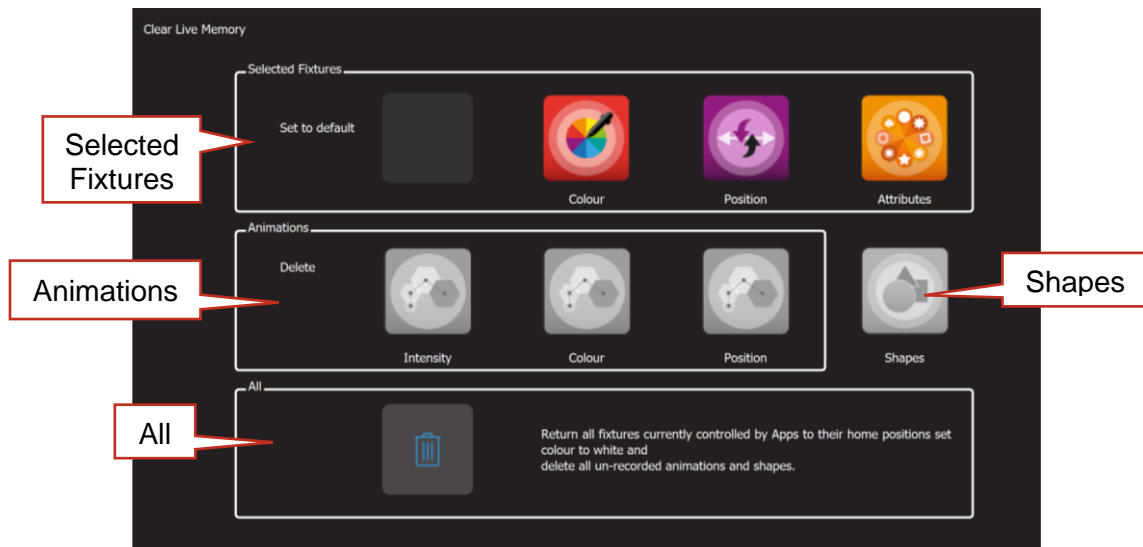 Clear Live Memory
Selected Fixtures
Set to default
Colour
Position
Attributes
Selected
Fixtures
Animations
Delete
Intensity
Colour
Position
Shapes
Animations
Shapes
All
Return all fixtures currently controlled by Apps to their home positions set
colour to white and
delete all un-recorded animations and shapes.
All